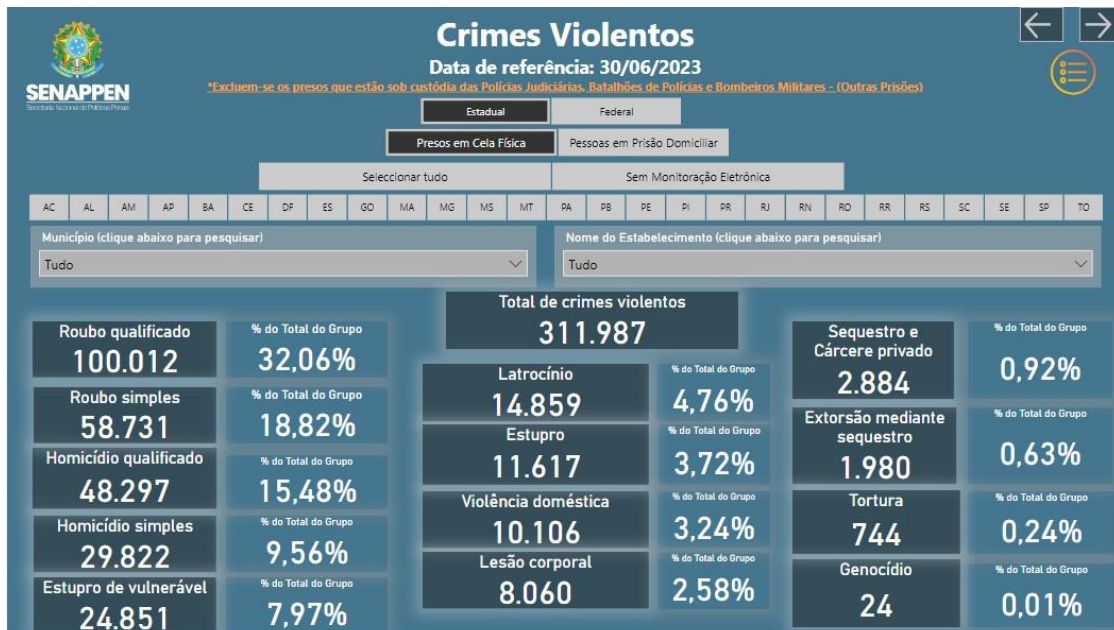 SENAPPEN
Secretaria Nacional de Políticas Penais
Crimes Violentos
Data de referência: 30/06/2023
*Excluem-se os presos que estão sob custódia das Polícias Judiciárias, Batalhões de Polícias e Bombeiros Militares - (Outras Prisões)
Estadual
Federal
Presos em Cela Física
Pessoas em Prisão Domiciliar
Seleccionar tudo
Sem Monitoração Eletrônica
AC AL AM AP BA CE DF ES GO MA MG MS MT PA PB PE PI PR RJ RN RO RR RS SC SE SP TO
Município (clique abaixo para pesquisar)
Tudo
Nome do Estabelecimento (clique abaixo para pesquisar)
Tudo
Total de crimes violentos
311.987
Roubo qualificado
100.012
% do Total do Grupo
32,06%
Roubo simples
58.731
% do Total do Grupo
18,82%
Homicídio qualificado
48.297
% do Total do Grupo
15,48%
Homicídio simples
29.822
% do Total do Grupo
9,56%
Estupro de vulnerável
24.851
% do Total do Grupo
7,97%
Latrocínio
14.859
% do Total do Grupo
4,76%
Estupro
11.617
% do Total do Grupo
3,72%
Violência doméstica
10.106
% do Total do Grupo
3,24%
Lesão corporal
8.060
% do Total do Grupo
2,58%
Sequestro e
Cárcere privado
2.884
% do Total do Grupo
0,92%
Extorsão mediante
sequestro
1.980
% do Total do Grupo
0,63%
Tortura
744
% do Total do Grupo
0,24%
Genocídio
24
% do Total do Grupo
0,01%